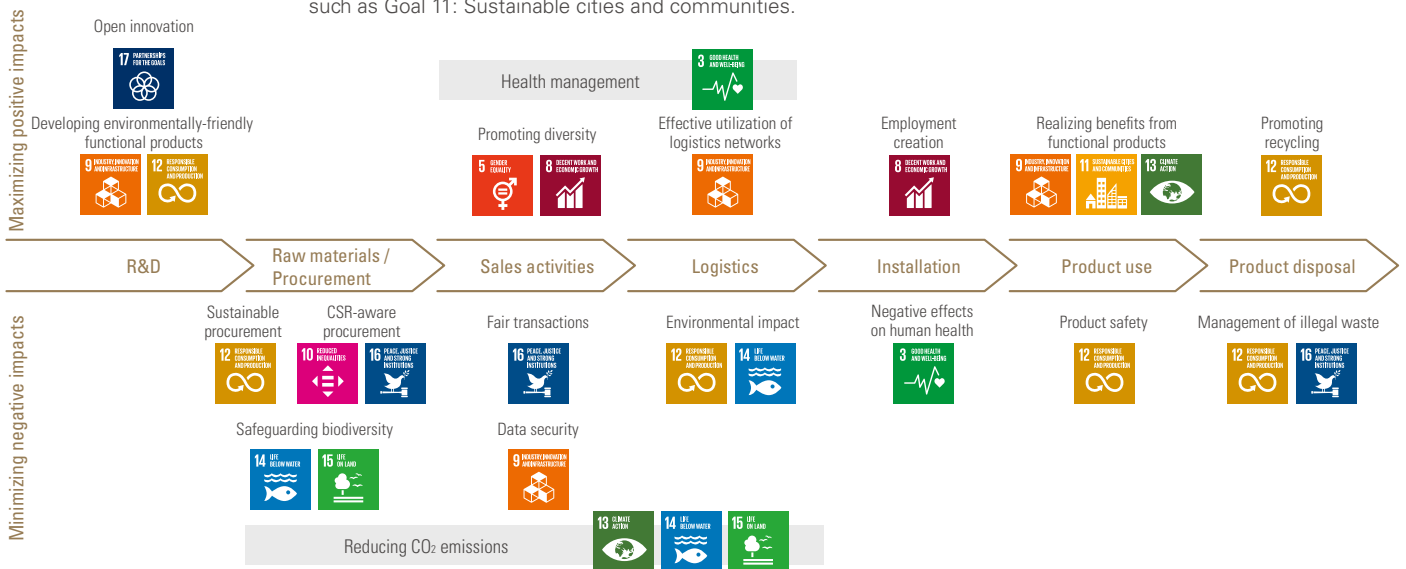 such as Goal 11: Sustainable cities and communities.
Maximizing positive impacts
Open innovation
17 PARTNERSHIPS
FOR THE GOALS
Health management
3 GOOD HEALTH
AND WELL-BEING
Developing environmentally-friendly
functional products
9 INDUSTRY, INNOVATION
AND INFRASTRUCTURE
12 RESPONSIBLE
CONSUMPTION
AND PRODUCTION
Promoting diversity
5 GENDER
EQUALITY
8 DECENT WORK AND
ECONOMIC GROWTH
Effective utilization of
logistics networks
9 INDUSTRY, INNOVATION
AND INFRASTRUCTURE
Employment
creation
8 DECENT WORK AND
ECONOMIC GROWTH
Realizing benefits from
functional products
9 INDUSTRY, INNOVATION
AND INFRASTRUCTURE
11 SUSTAINABLE CITIES
AND COMMUNITIES
13 CLIMATE
ACTION
Promoting
recycling
12 RESPONSIBLE
CONSUMPTION
AND PRODUCTION
R&D
Raw materials /
Procurement
Sales activities
Logistics
Installation
Product use
Product disposal
Minimizing negative impacts
Sustainable
procurement
12 RESPONSIBLE
CONSUMPTION
AND PRODUCTION
CSR-aware
procurement
10 REDUCED
INEQUALITIES
16 PEACE, JUSTICE
AND STRONG
INSTITUTIONS
Fair transactions
16 PEACE, JUSTICE
AND STRONG
INSTITUTIONS
Environmental impact
12 RESPONSIBLE
CONSUMPTION
AND PRODUCTION
14 LIFE
BELOW WATER
Negative effects
on human health
3 GOOD HEALTH
AND WELL-BEING
Product safety
12 RESPONSIBLE
CONSUMPTION
AND PRODUCTION
Management of illegal waste
12 RESPONSIBLE
CONSUMPTION
AND PRODUCTION
16 PEACE, JUSTICE
AND STRONG
INSTITUTIONS
Safeguarding biodiversity
14 LIFE
BELOW WATER
15 LIFE
ON LAND
Data security
9 INDUSTRY, INNOVATION
AND INFRASTRUCTURE
Reducing CO₂ emissions
13 CLIMATE
ACTION
14 LIFE
BELOW WATER
15 LIFE
ON LAND